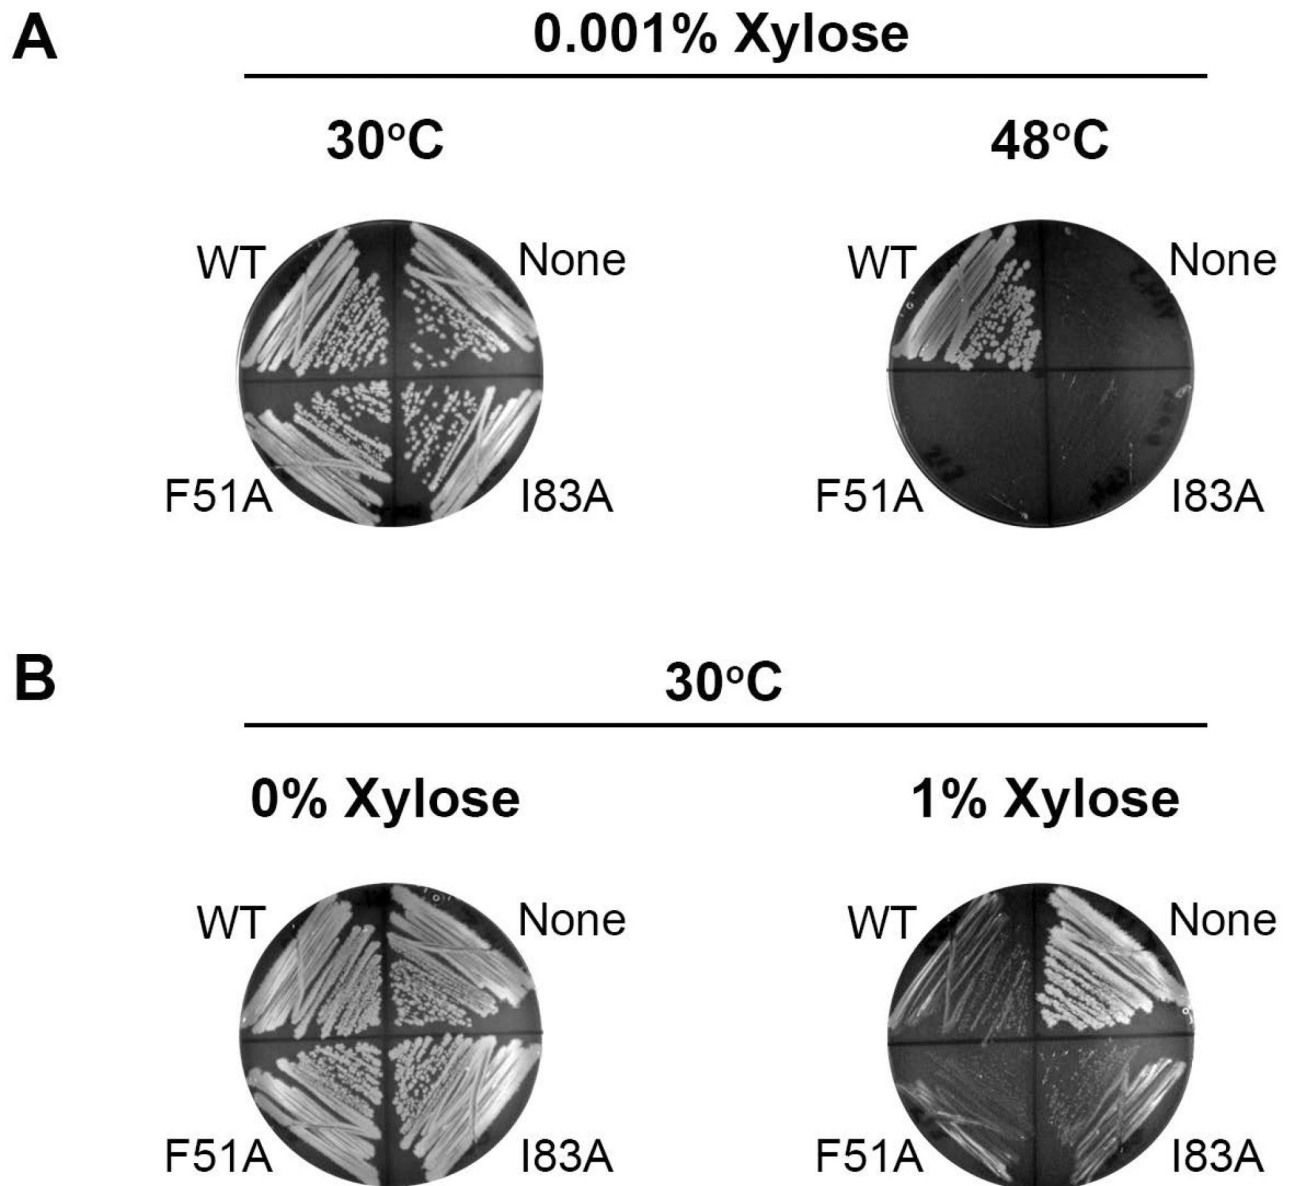 A
0.001% Xylose
30°C 48°C
WT None WT None
F51A I83A F51A I83A
B
30°C
0% Xylose 1% Xylose
WT None WT None
F51A I83A F51A I83A